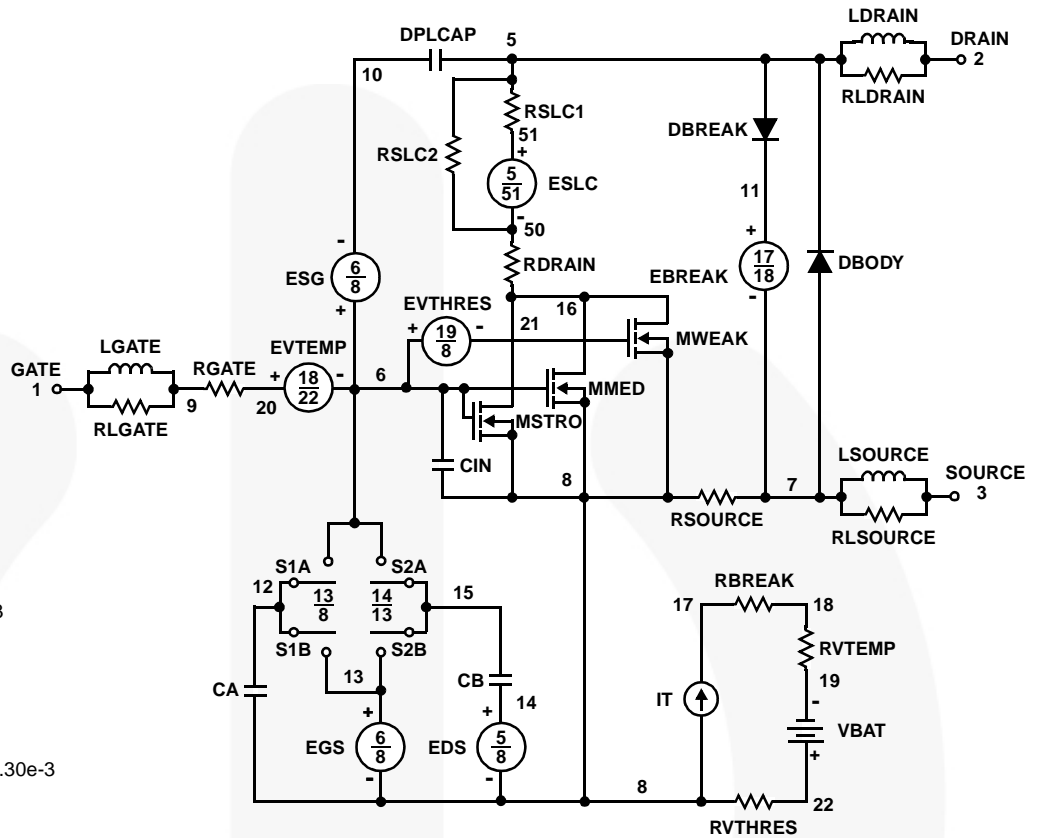 LDRAIN
DPLCAP 5 DRAIN
10 2
RLDRAIN
RSLC1
51 DBREAK
RSLC2 +
5
51 ESLC
11
-
50
- +
ESG 6
8 RDRAIN EBREAK 17
18 DBODY
+ EVTHRES 16 -
+ 19
8 - 21 MWEAK
LGATE EVTEMP
GATE RGATE + 18
22 - 6 MMED
1 9 20 MSTRO
RLGATE
LSOURCE
CIN 8 7 SOURCE
3
RSOURCE
RLSOURCE
S1A S2A
12 13
8 14
13 15 RBREAK
17 18
3
S1B S2B RVTEMP
CA 13 CB 19
14 IT -
+ + VBAT
EGS 6
8 EDS 5
8 +
.30e-3 - - 8 22
RVTHRES